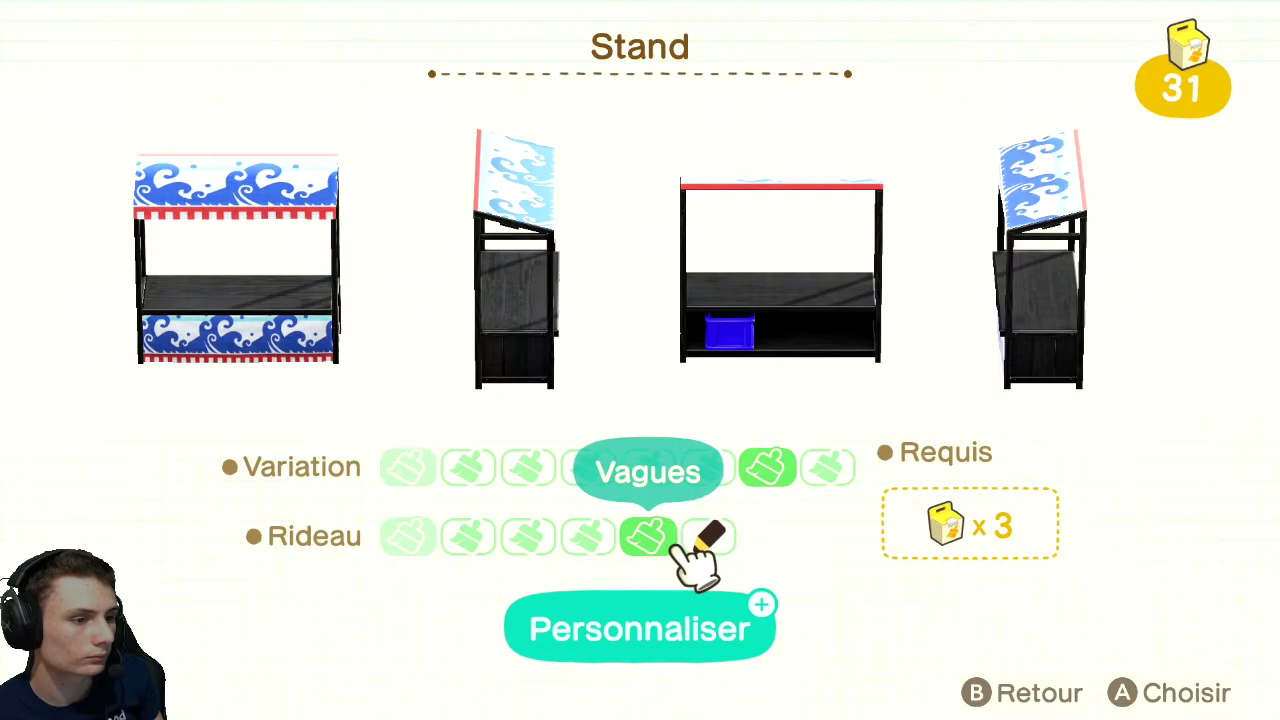 Stand
31
Variation
Vagues
Requis
Rideau
x 3
Personnaliser
B Retour
A Choisir